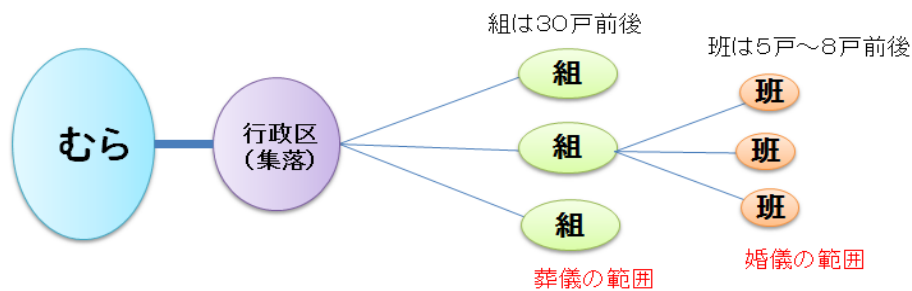 組は３０戸前後
班は５戸～８戸前後
むら
行政区
（集落）
組
組
組
班
班
班
葬儀の範囲
婚儀の範囲